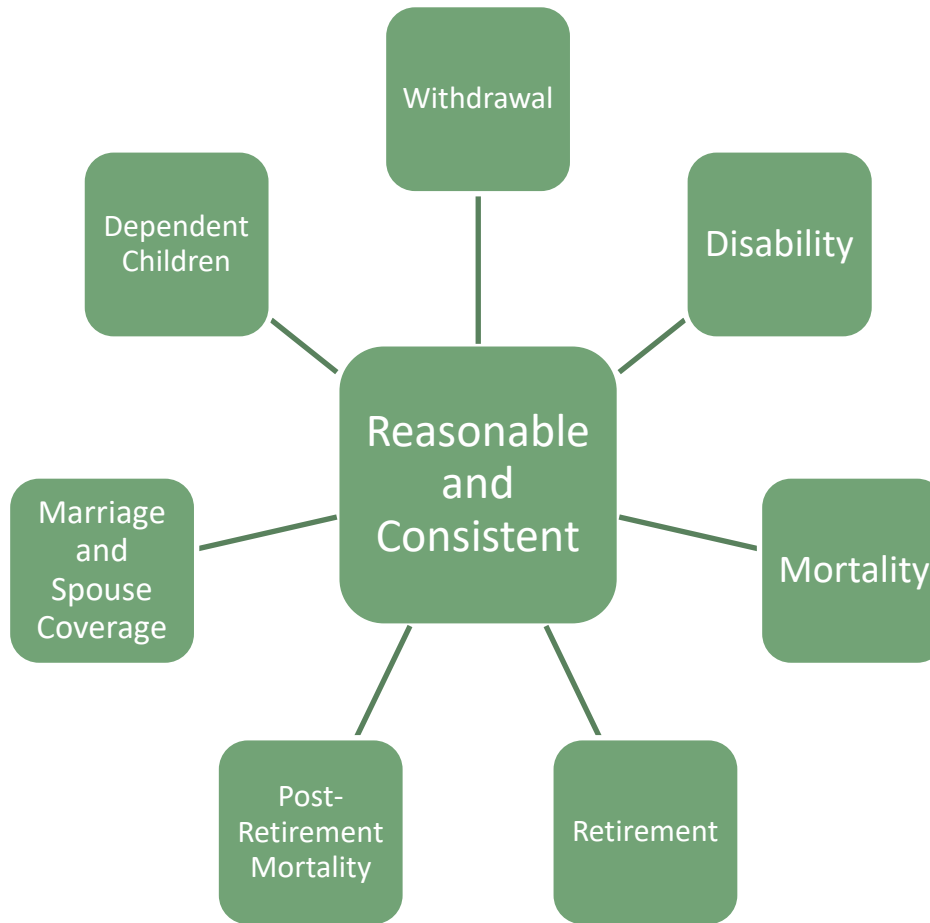 Withdrawal
Dependent
Children
Disability
Reasonable
and
Consistent
Marriage
and
Spouse
Coverage
Mortality
Post-
Retirement
Mortality
Retirement